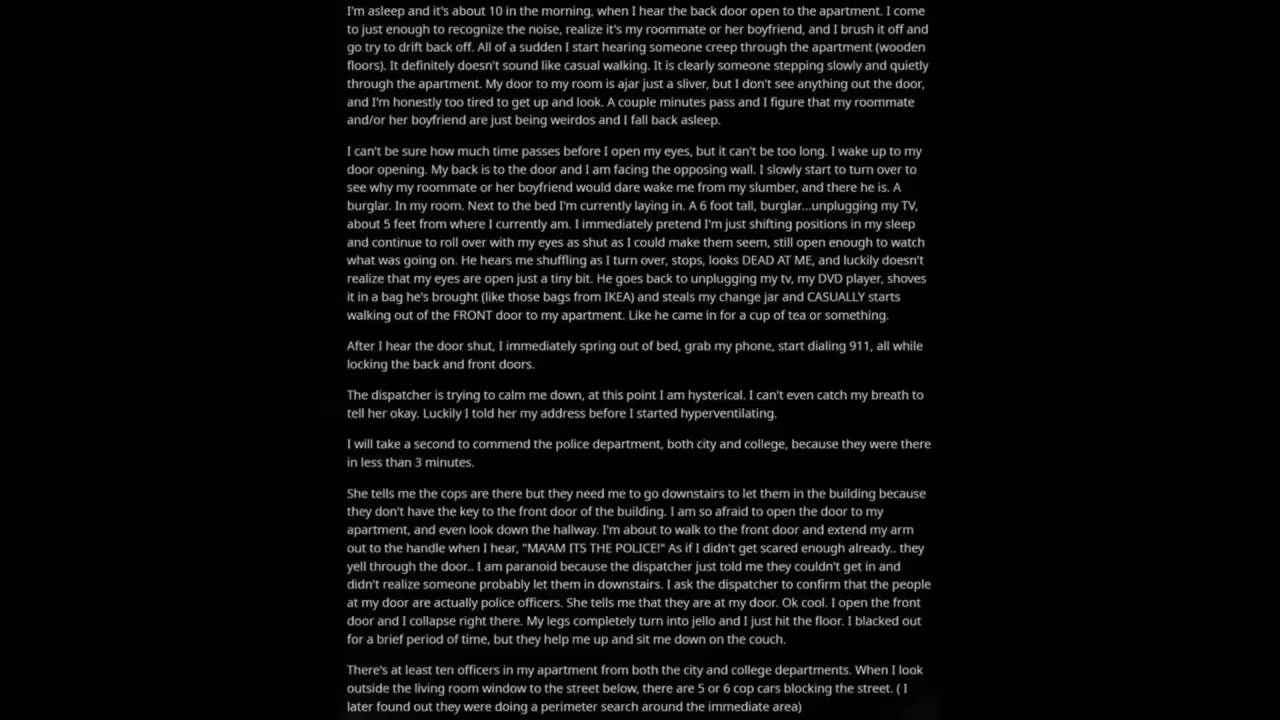 I'm asleep and it's about 10 in the morning, when I hear the back door open to the apartment. I come
to just enough to recognize the noise, realize it's my roommate or her boyfriend, and I brush it off and
go try to drift back off. All of a sudden I start hearing someone creep through the apartment (wooden
floors). It definitely doesn't sound like casual walking. It is clearly someone stepping slowly and quietly
through the apartment. My door to my room is ajar just a sliver, but I don't see anything out the door,
and I'm honestly too tired to get up and look. A couple minutes pass and I figure that my roommate
and/or her boyfriend are just being weirdos and I fall back asleep.
I can't be sure how much time passes before I open my eyes, but it can't be too long. I wake up to my
door opening. My back is to the door and I am facing the opposing wall. I slowly start to turn over to
see why my roommate or her boyfriend would dare wake me from my slumber, and there he is. A
burglar. In my room. Next to the bed I'm currently laying in. A 6 foot tall, burglar...unplugging my TV,
about 5 feet from where I currently am. I immediately pretend I'm just shifting positions in my sleep
and continue to roll over with my eyes as shut as I could make them seem, still open enough to watch
what was going on. He hears me shuffling as I turn over, stops, looks DEAD AT ME, and luckily doesn't
realize that my eyes are open just a tiny bit. He goes back to unplugging my tv, my DVD player, shoves
it in a bag he's brought (like those bags from IKEA) and steals my change jar and CASUALLY starts
walking out of the FRONT door to my apartment. Like he came in for a cup of tea or something.
After I hear the door shut, I immediately spring out of bed, grab my phone, start dialing 911, all while
locking the back and front doors.
The dispatcher is trying to calm me down, at this point I am hysterical. I can't even catch my breath to
tell her okay. Luckily I told her my address before I started hyperventilating.
I will take a second to commend the police department, both city and college, because they were there
in less than 3 minutes.
She tells me the cops are there but they need me to go downstairs to let them in the building because
they don't have the key to the front door of the building. I am so afraid to open the door to my
apartment, and even look down the hallway. I'm about to walk to the front door and extend my arm
out to the handle when I hear, "MA'AM ITS THE POLICE!" As if I didn't get scared enough already.. they
yell through the door.. I am paranoid because the dispatcher just told me they couldn't get in and
didn't realize someone probably let them in downstairs. I ask the dispatcher to confirm that the people
at my door are actually police officers. She tells me that they are at my door. Ok cool. I open the front
door and I collapse right there. My legs completely turn into jello and I just hit the floor. I blacked out
for a brief period of time, but they help me up and sit me down on the couch.
There's at least ten officers in my apartment from both the city and college departments. When I look
outside the living room window to the street below, there are 5 or 6 cop cars blocking the street. ( I
later found out they were doing a perimeter search around the immediate area)